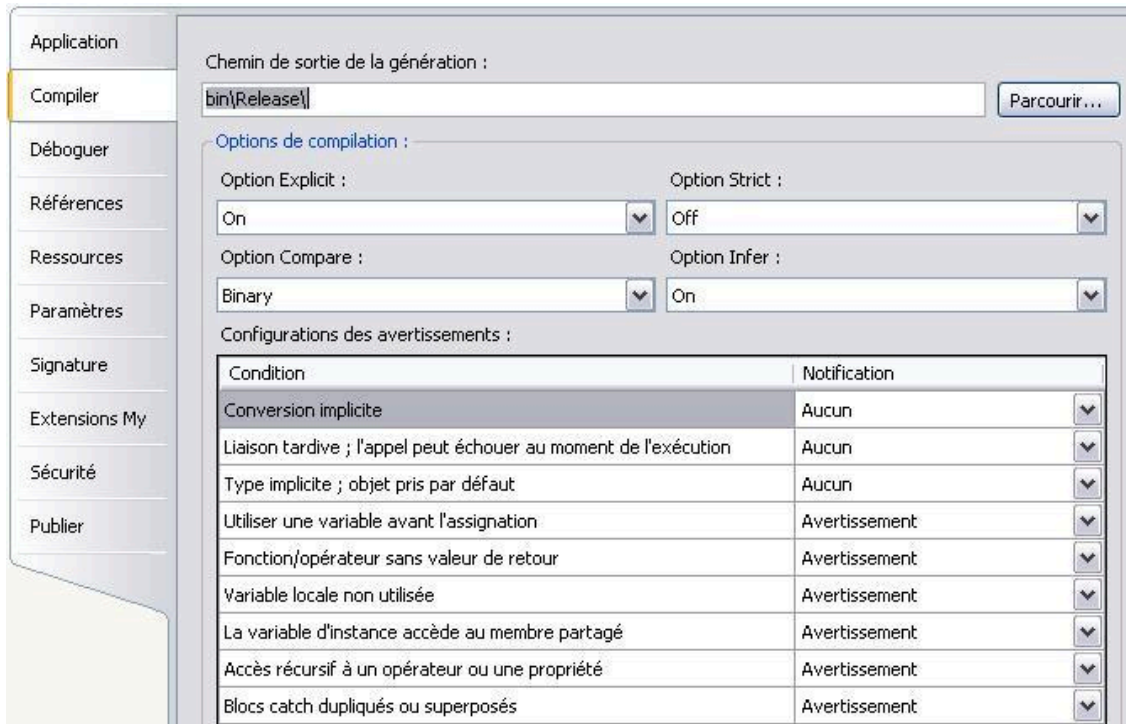 Application
Compiler
Déboguer
Références
Ressources
Paramètres
Signature
Extensions My
Sécurité
Publier
Chemin de sortie de la génération :
bin\Release\
Parcourir...
Options de compilation :
Option Explicit :
Option Strict :
On
Off
Option Compare :
Option Infer :
Binary
On
Configurations des avertissements :
Condition
Notification
Conversion implicite
Aucun
Liaison tardive ; l'appel peut échouer au moment de l'exécution
Aucun
Type implicite ; objet pris par défaut
Aucun
Utiliser une variable avant l'assignation
Avertissement
Fonction/opérateur sans valeur de retour
Avertissement
Variable locale non utilisée
Avertissement
La variable d'instance accède au membre partagé
Avertissement
Accès récursif à un opérateur ou une propriété
Avertissement
Blocs catch dupliqués ou superposés
Avertissement